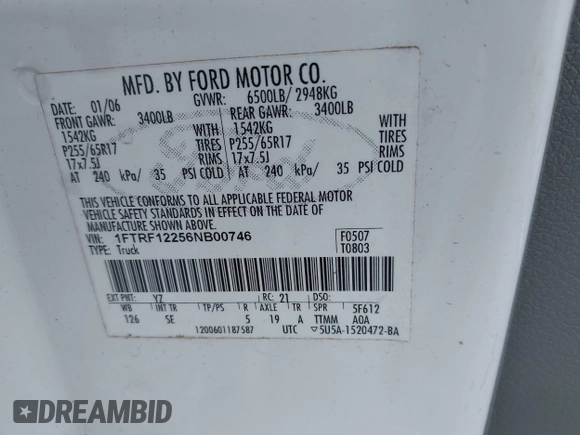 MFD. BY FORD MOTOR CO.
DATE: 01/06 GVWR: 6500LB/ 2948KG
FRONT GAWR: 3400LB REAR GAWR: 3400LB
1542KG WITH 1542KG WITH
P255/65R17 TIRES P255/65R17 TIRES
17x7.5J RIMS 17x7.5J RIMS
AT 240 kPa/ 35 PSI COLD AT 240 kPa/ 35 PSI COLD
THIS VEHICLE CONFORMS TO ALL APPLICABLE FEDERAL MOTOR
VEHICLE SAFETY STANDARDS IN EFFECT ON THE DATE OF
MANUFACTURE SHOWN ABOVE.
VIN: 1FTRF12256NB00746 F0507
TYPE: Truck T0803
EXT PNT: YZ RC: 21 DSO:
WB INT TR TP/PS R AXLE TR SPR 5F612
126 SE 5 19 A TTMM AOA
1200601187587 UTC 5U5A-1520472-BA
Ford
DREAMBID